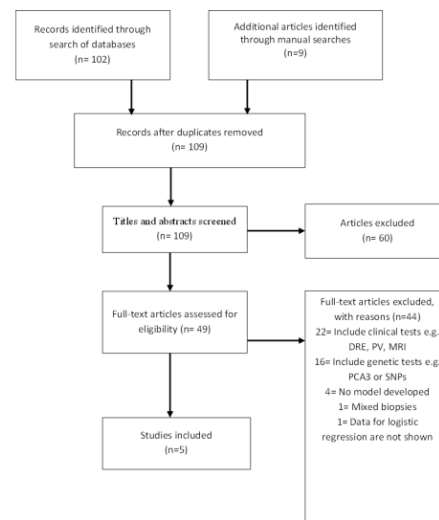 Records identified through
search of databases
(n= 102)
Additional articles identified
through manual searches
(n=9)
Records after duplicates removed
(n= 109)
Titles and abstracts screened
(n= 109)
Articles excluded
(n= 60)
Full-text articles assessed for
eligibility (n= 49)
Full-text articles excluded,
with reasons (n=44)
22= Include clinical tests e.g.
DRE, PV, MRI
16= Include genetic tests e.g.
PCA3 or SNPs
4= No model developed
1= Mixed biopsies
1= Data for logistic
regression are not shown
Studies included
(n=5)